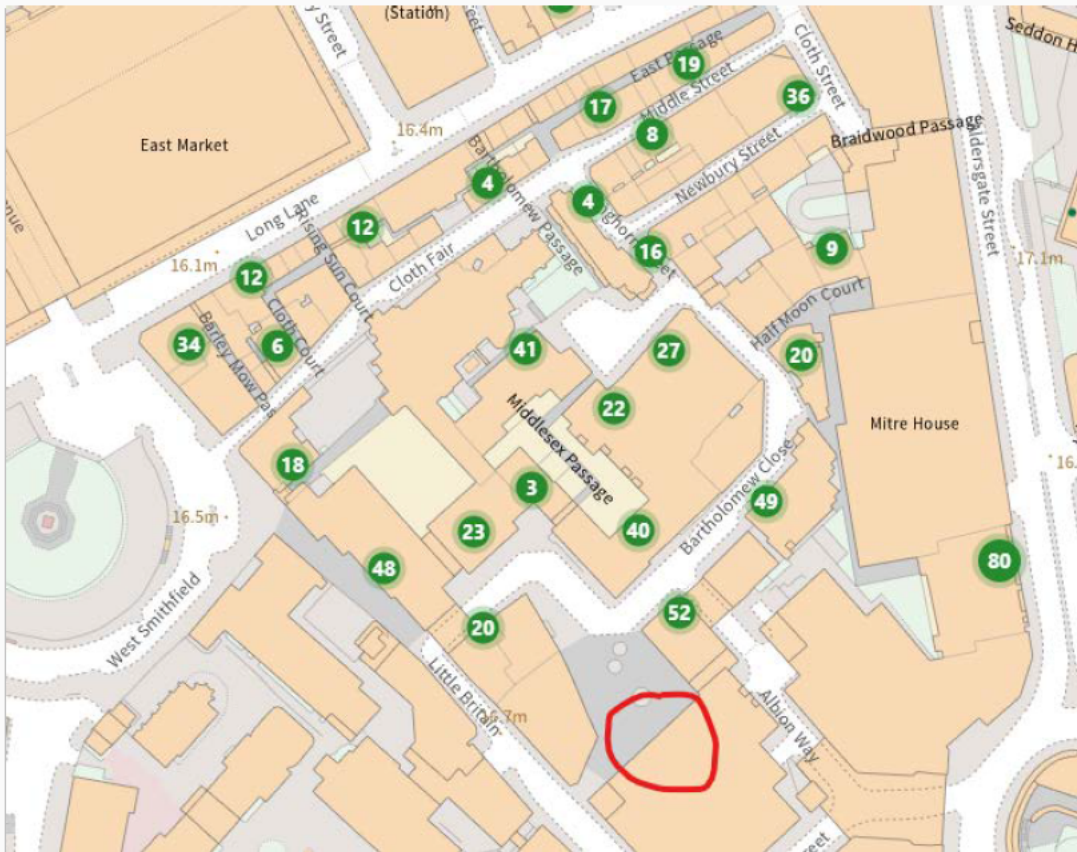 (Station)
Seddon H
East Passage
19
Cloth Street
17
Middle Street
36
16.4m
8
East Market
Braidwood Passage
Aldersgate Street
Bartholomew Passage
Newbury Street
4
4
Long Lane
12
Rising Sun Court
16
9
17.1m
16.1m
Cloth Fair
12
Half Moon Court
Cloth Court
34
Barley Mow Pas
6
41
27
20
22
Middlesex Passage
Mitre House
18
3
Bartholomew Close
49
16.5m
23
40
48
80
West Smithfield
20
52
Little Britain
Albion Way